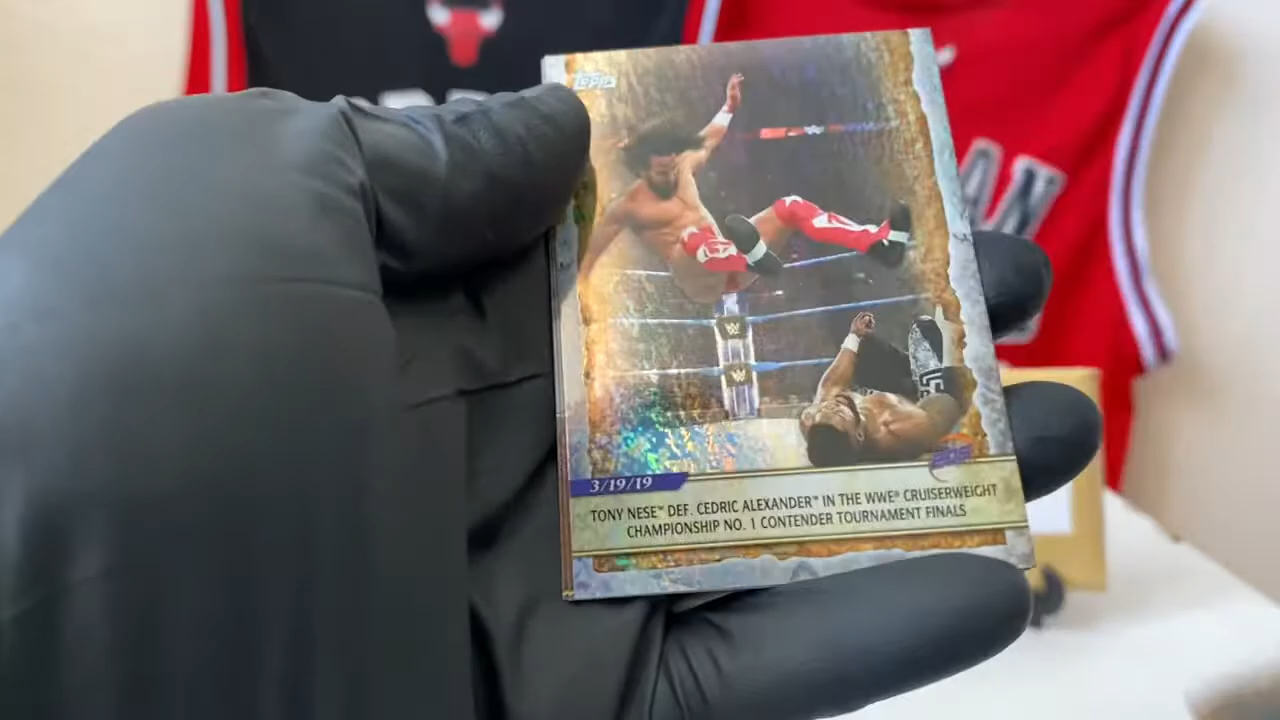 Topps
3/19/19
TONY NESE™ DEF. CEDRIC ALEXANDER™ IN THE WWE® CRUISERWEIGHT
CHAMPIONSHIP NO. 1 CONTENDER TOURNAMENT FINALS